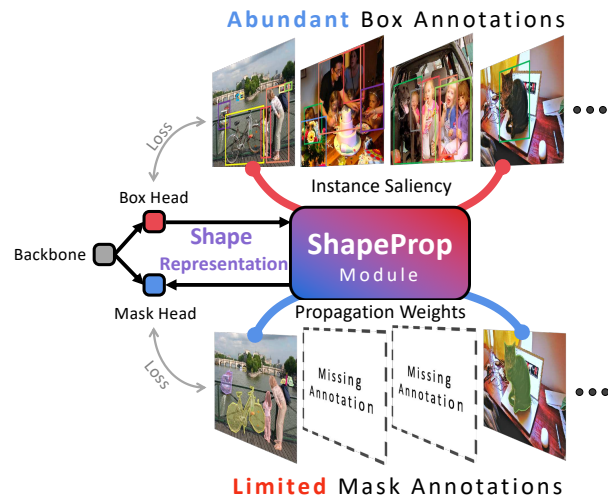 Abundant Box Annotations
Loss
Instance Saliency
Box Head
Shape
Representation
ShapeProp
Module
Backbone
Mask Head
Propagation Weights
Loss
Missing
Annotation
Missing
Annotation
Limited Mask Annotations